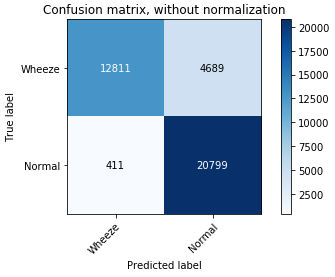 Confusion matrix, without normalization
True label
Wheeze
12811
4689
Normal
411
20799
Wheeze
Normal
Predicted label
20000
17500
15000
12500
10000
7500
5000
2500